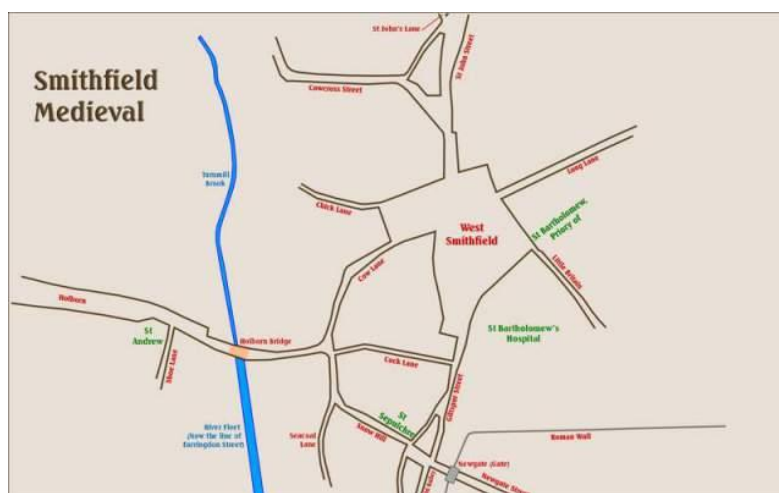 Smithfield
Medieval
St John's Lane
St John Street
Cowcross Street
Turnmill
Brook
Long Lane
Chick Lane
St Bartholomew,
Priory of
West
Smithfield
Cow Lane
Little Britain
Holborn
St
Andrew
Holborn Bridge
St Bartholomew's
Hospital
Shoe Lane
Cock Lane
Giltspur Street
St
Sepulchre
River Fleet
(Now the line of
Farringdon Street)
Seacoal
Lane
Snow Hill
Roman Wall
Newgate (Gate)
Newgate Stree